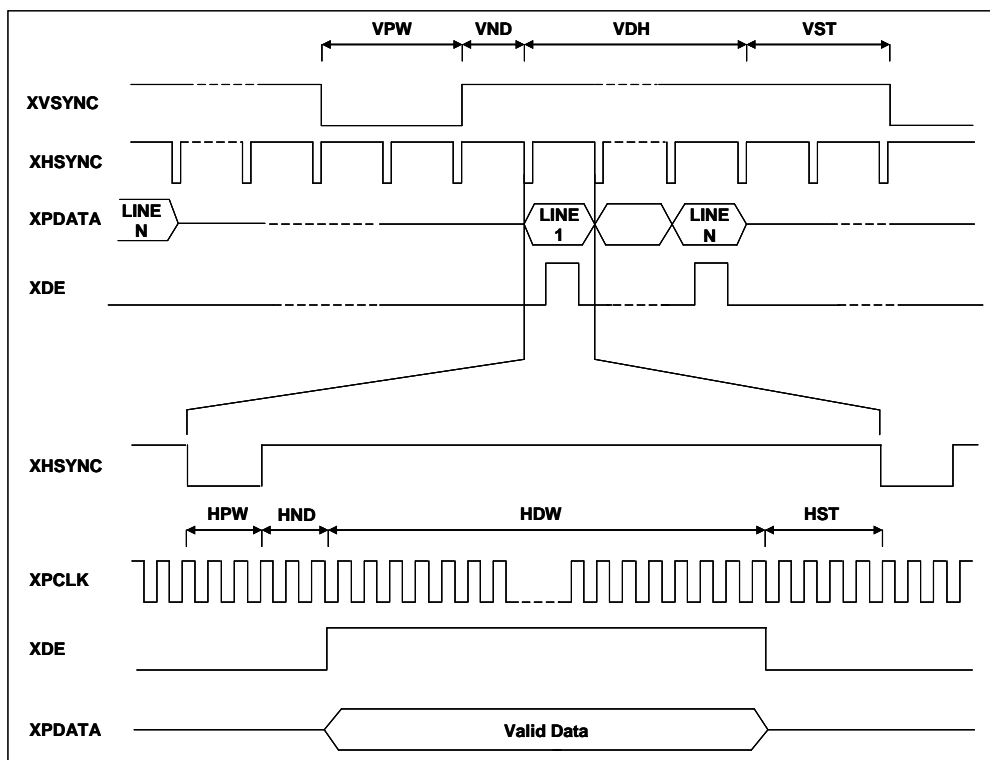 VPW VND VDH VST
XVSYNC
XHSYNC
XPDATA
LINE
N
LINE
1
LINE
N
XDE
XHSYNC
HPW HND HDW HST
XPCLK
XDE
XPDATA
Valid Data